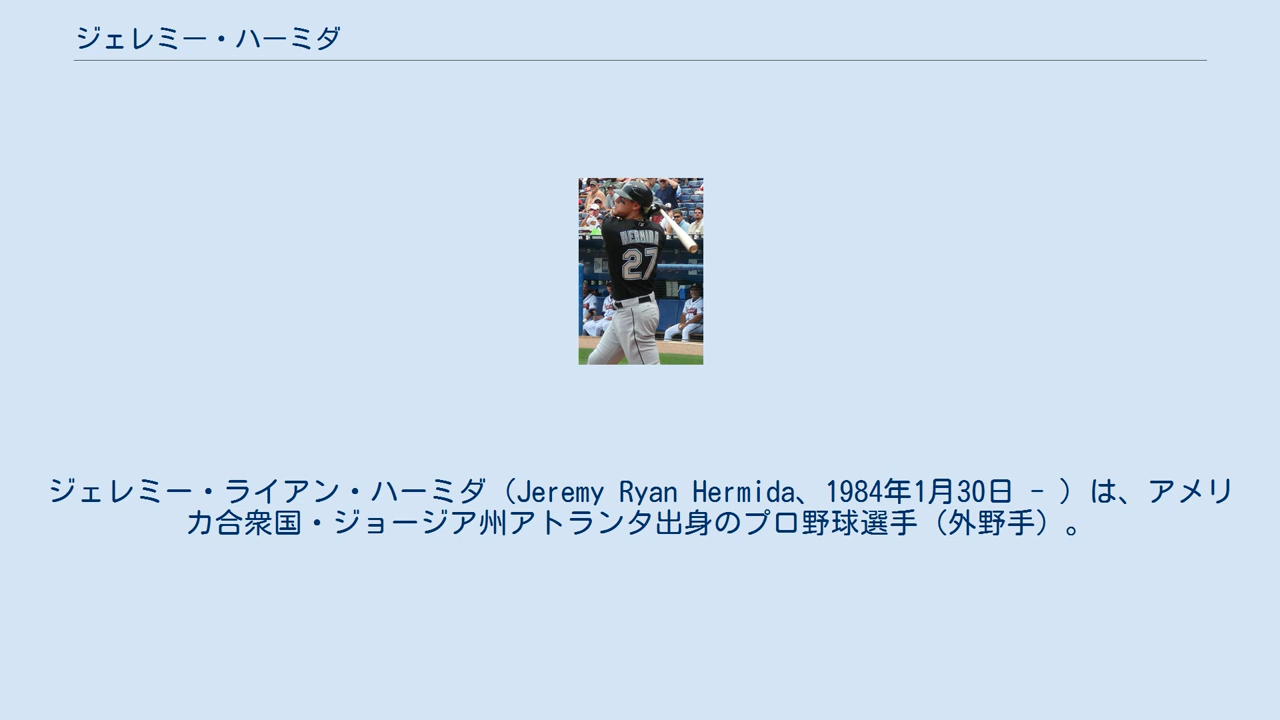 ジェレミー・ハーミダ
HERMIDA
27
ジェレミー・ライアン・ハーミダ（Jeremy Ryan Hermida、1984年1月30日 - ）は、アメリ
カ合衆国・ジョージア州アトランタ出身のプロ野球選手（外野手）。